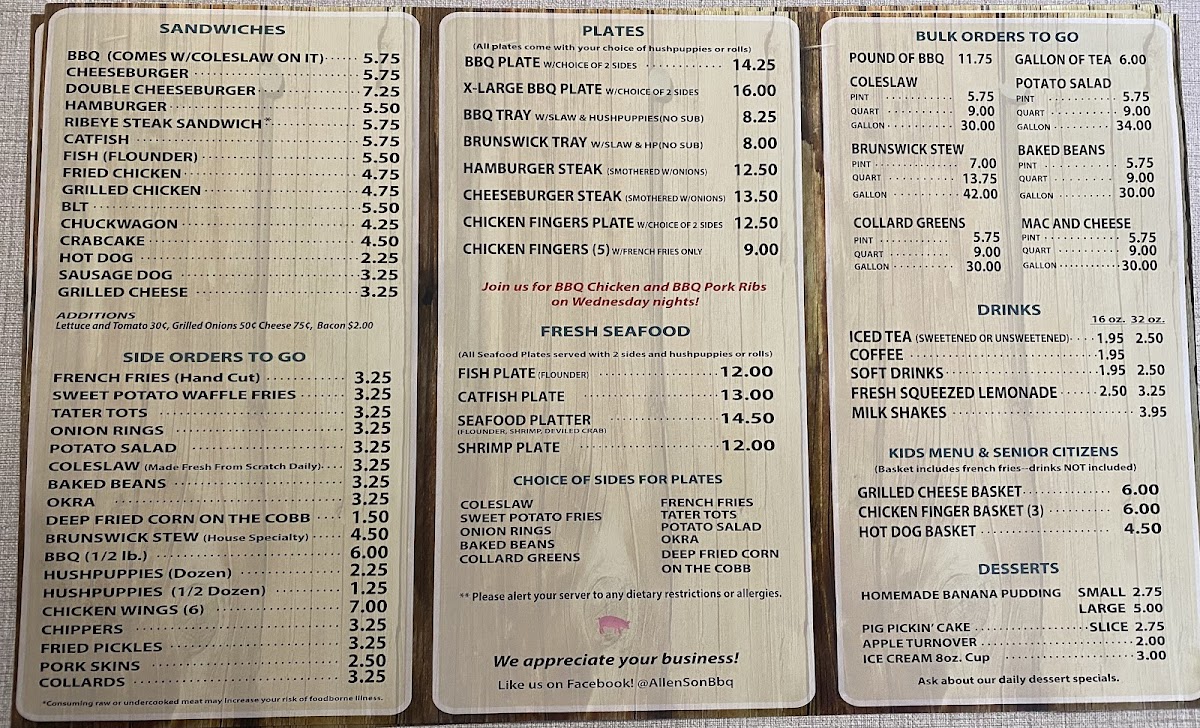 SANDWICHES
BBQ (COMES W/COLESLAW ON IT) 5.75
CHEESEBURGER 5.75
DOUBLE CHEESEBURGER 7.25
HAMBURGER 5.50
RIBEYE STEAK SANDWICH* 5.75
CATFISH 5.75
FISH (FLOUNDER) 5.50
FRIED CHICKEN 4.75
GRILLED CHICKEN 4.75
BLT 5.50
CHUCKWAGON 4.25
CRABCAKE 4.50
HOT DOG 2.25
SAUSAGE DOG 3.25
GRILLED CHEESE 3.25
ADDITIONS
Lettuce and Tomato 30¢, Grilled Onions 50¢ Cheese 75¢, Bacon $2.00
SIDE ORDERS TO GO
FRENCH FRIES (Hand Cut) 3.25
SWEET POTATO WAFFLE FRIES 3.25
TATER TOTS 3.25
ONION RINGS 3.25
POTATO SALAD 3.25
COLESLAW (Made Fresh From Scratch Daily) 3.25
BAKED BEANS 3.25
OKRA 3.25
DEEP FRIED CORN ON THE COBB 1.50
BRUNSWICK STEW (House Specialty) 4.50
BBQ (1/2 lb.) 6.00
HUSHPUPPIES (Dozen) 2.25
HUSHPUPPIES (1/2 Dozen) 1.25
CHICKEN WINGS (6) 7.00
CHIPPERS 3.25
FRIED PICKLES 3.25
PORK SKINS 2.50
COLLARDS 3.25
*Consuming raw or undercooked meat may increase your risk of foodborne illness.
PLATES
(All plates come with your choice of hushpuppies or rolls)
BBQ PLATE W/CHOICE OF 2 SIDES 14.25
X-LARGE BBQ PLATE W/CHOICE OF 2 SIDES 16.00
BBQ TRAY W/SLAW & HUSHPUPPIES(NO SUB) 8.25
BRUNSWICK TRAY W/SLAW & HP(NO SUB) 8.00
HAMBURGER STEAK (SMOTHERED W/ONIONS) 12.50
CHEESEBURGER STEAK (SMOTHERED W/ONIONS) 13.50
CHICKEN FINGERS PLATE W/CHOICE OF 2 SIDES 12.50
CHICKEN FINGERS (5) W/FRENCH FRIES ONLY 9.00
Join us for BBQ Chicken and BBQ Pork Ribs
on Wednesday nights!
FRESH SEAFOOD
(All Seafood Plates served with 2 sides and hushpuppies or rolls)
FISH PLATE (FLOUNDER) 12.00
CATFISH PLATE 13.00
SEAFOOD PLATTER 14.50
(FLOUNDER, SHRIMP, DEVILED CRAB)
SHRIMP PLATE 12.00
CHOICE OF SIDES FOR PLATES
COLESLAW
SWEET POTATO FRIES
ONION RINGS
BAKED BEANS
COLLARD GREENS
FRENCH FRIES
TATER TOTS
POTATO SALAD
OKRA
DEEP FRIED CORN
ON THE COBB
** Please alert your server to any dietary restrictions or allergies.
We appreciate your business!
Like us on Facebook! @AllenSonBbq
BULK ORDERS TO GO
POUND OF BBQ 11.75 GALLON OF TEA 6.00
COLESLAW
PINT 5.75
QUART 9.00
GALLON 30.00
POTATO SALAD
PINT 5.75
QUART 9.00
GALLON 34.00
BRUNSWICK STEW
PINT 7.00
QUART 13.75
GALLON 42.00
BAKED BEANS
PINT 5.75
QUART 9.00
GALLON 30.00
COLLARD GREENS
PINT 5.75
QUART 9.00
GALLON 30.00
MAC AND CHEESE
PINT 5.75
QUART 9.00
GALLON 30.00
DRINKS
16 oz. 32 oz.
ICED TEA (SWEETENED OR UNSWEETENED) 1.95 2.50
COFFEE 1.95
SOFT DRINKS 1.95 2.50
FRESH SQUEEZED LEMONADE 2.50 3.25
MILK SHAKES 3.95
KIDS MENU & SENIOR CITIZENS
(Basket includes french fries--drinks NOT included)
GRILLED CHEESE BASKET 6.00
CHICKEN FINGER BASKET (3) 6.00
HOT DOG BASKET 4.50
DESSERTS
HOMEMADE BANANA PUDDING SMALL 2.75
LARGE 5.00
PIG PICKIN' CAKE SLICE 2.75
APPLE TURNOVER 2.00
ICE CREAM 8oz. Cup 3.00
Ask about our daily dessert specials.